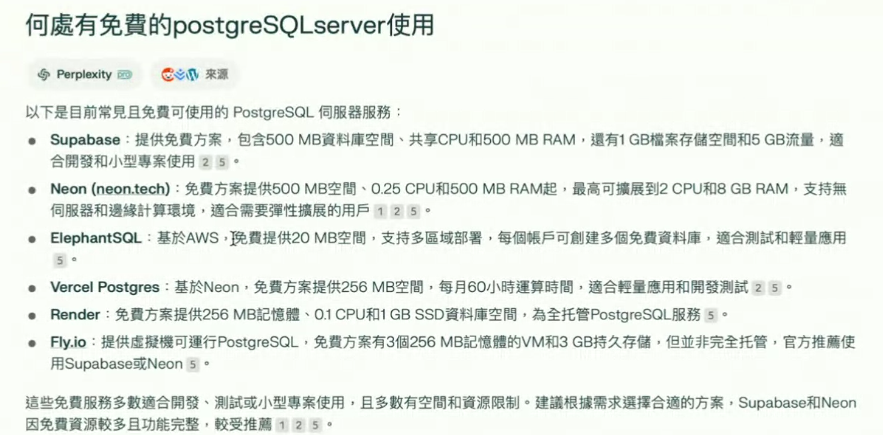 何處有免費的postgreSQLserver使用
Perplexity 來源
以下是目前常見且免費可使用的 PostgreSQL 伺服器服務：
• Supabase：提供免費方案，包含500 MB資料庫空間、共享CPU和500 MB RAM，還有1 GB檔案存儲空間和5 GB流量，適
合開發和小型專案使用 2 5 。
• Neon (neon.tech)：免費方案提供500 MB空間、0.25 CPU和500 MB RAM起，最高可擴展到2 CPU和8 GB RAM，支持無
伺服器和邊緣計算環境，適合需要彈性擴展的用戶 1 2 5 。
• ElephantSQL：基於AWS，免費提供20 MB空間，支持多區域部署，每個帳戶可創建多個免費資料庫，適合測試和輕量應用
5 。
• Vercel Postgres：基於Neon，免費方案提供256 MB空間，每月60小時運算時間，適合輕量應用和開發測試 2 5 。
• Render：免費方案提供256 MB記憶體、0.1 CPU和1 GB SSD資料庫空間，為全托管PostgreSQL服務 5 。
• Fly.io：提供虛擬機可運行PostgreSQL，免費方案有3個256 MB記憶體的VM和3 GB持久存儲，但並非完全托管，官方推薦使
用Supabase或Neon 5 。
這些免費服務多數適合開發、測試或小型專案使用，且多數有空間和資源限制。建議根據需求選擇合適的方案，Supabase和Neon
因免費資源較多且功能完整，較受推薦 1 2 5 。